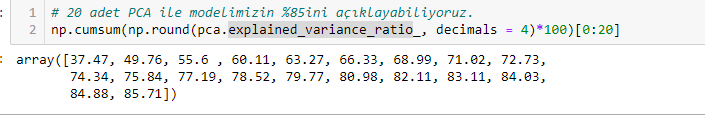 1 # 20 adet PCA ile modelimizin %85ini açıklayabiliyoruz.
2 np.cumsum(np.round(pca.explained_variance_ratio_, decimals = 4)*100)[0:20]
: array([37.47, 49.76, 55.6 , 60.11, 63.27, 66.33, 68.99, 71.02, 72.73,
74.34, 75.84, 77.19, 78.52, 79.77, 80.98, 82.11, 83.11, 84.03,
84.88, 85.71])